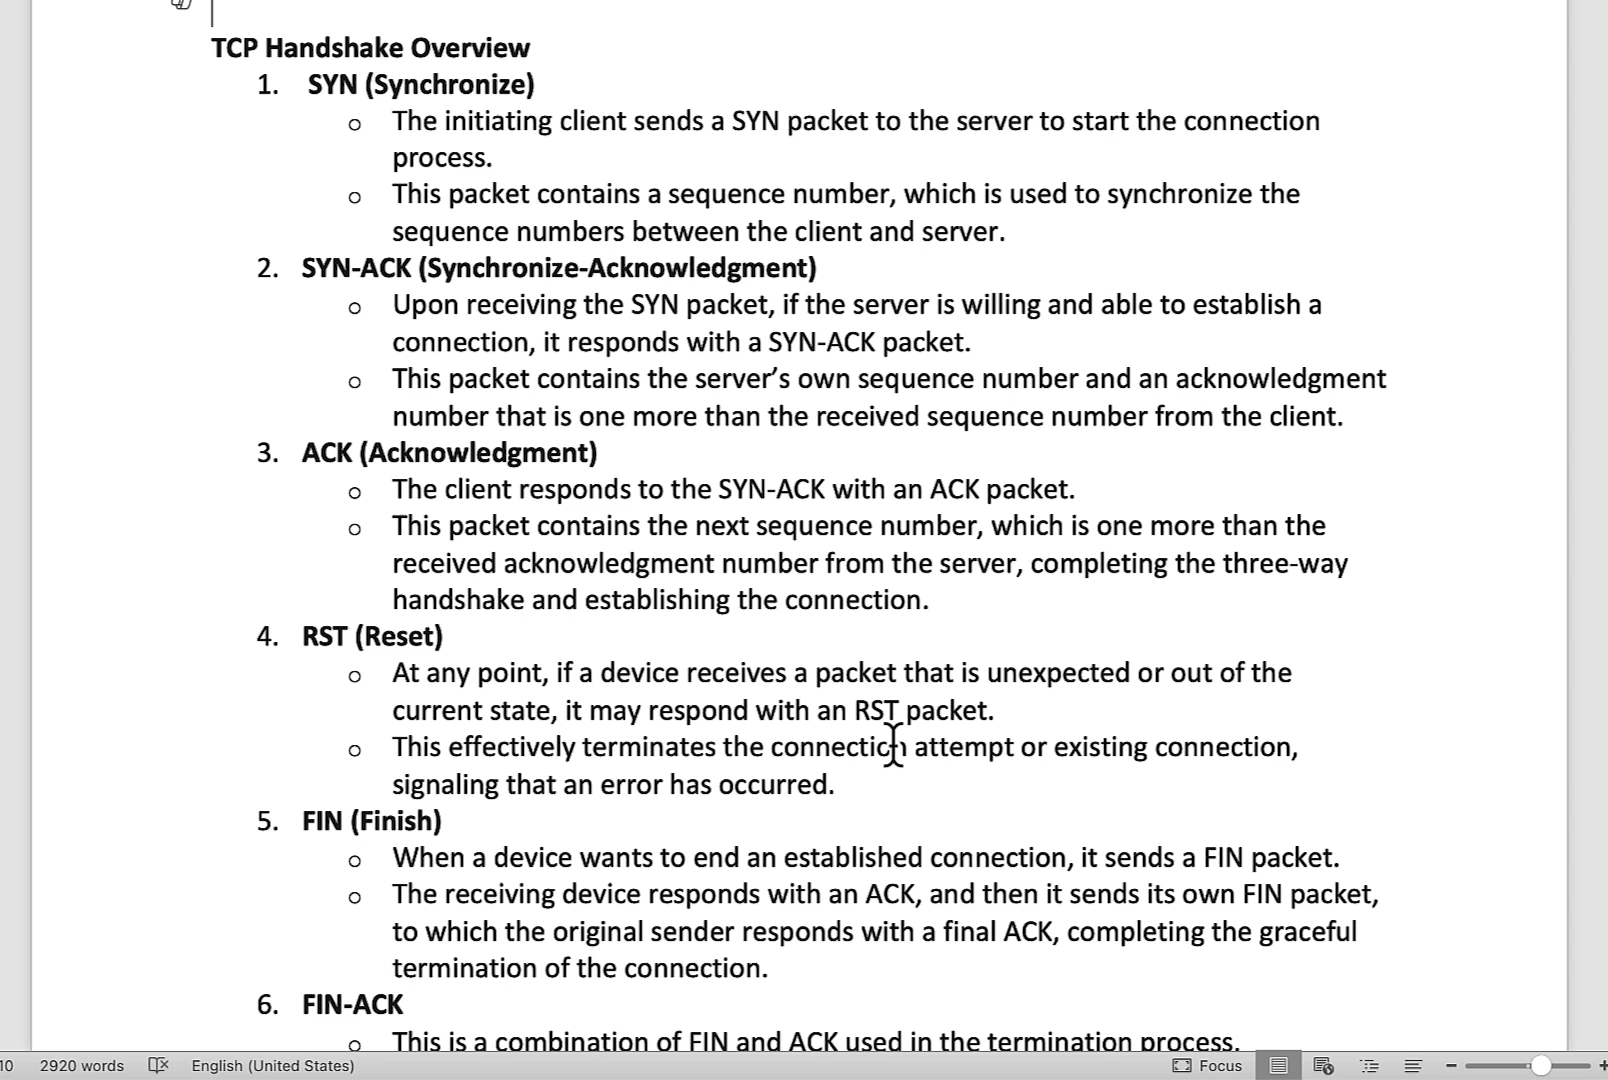 TCP Handshake Overview
1. SYN (Synchronize)
o The initiating client sends a SYN packet to the server to start the connection
process.
o This packet contains a sequence number, which is used to synchronize the
sequence numbers between the client and server.
2. SYN-ACK (Synchronize-Acknowledgment)
o Upon receiving the SYN packet, if the server is willing and able to establish a
connection, it responds with a SYN-ACK packet.
o This packet contains the server’s own sequence number and an acknowledgment
number that is one more than the received sequence number from the client.
3. ACK (Acknowledgment)
o The client responds to the SYN-ACK with an ACK packet.
o This packet contains the next sequence number, which is one more than the
received acknowledgment number from the server, completing the three-way
handshake and establishing the connection.
4. RST (Reset)
o At any point, if a device receives a packet that is unexpected or out of the
current state, it may respond with an RST packet.
o This effectively terminates the connection attempt or existing connection,
signaling that an error has occurred.
5. FIN (Finish)
o When a device wants to end an established connection, it sends a FIN packet.
o The receiving device responds with an ACK, and then it sends its own FIN packet,
to which the original sender responds with a final ACK, completing the graceful
termination of the connection.
6. FIN-ACK
o This is a combination of FIN and ACK used in the termination process.
10 2920 words English (United States) Focus